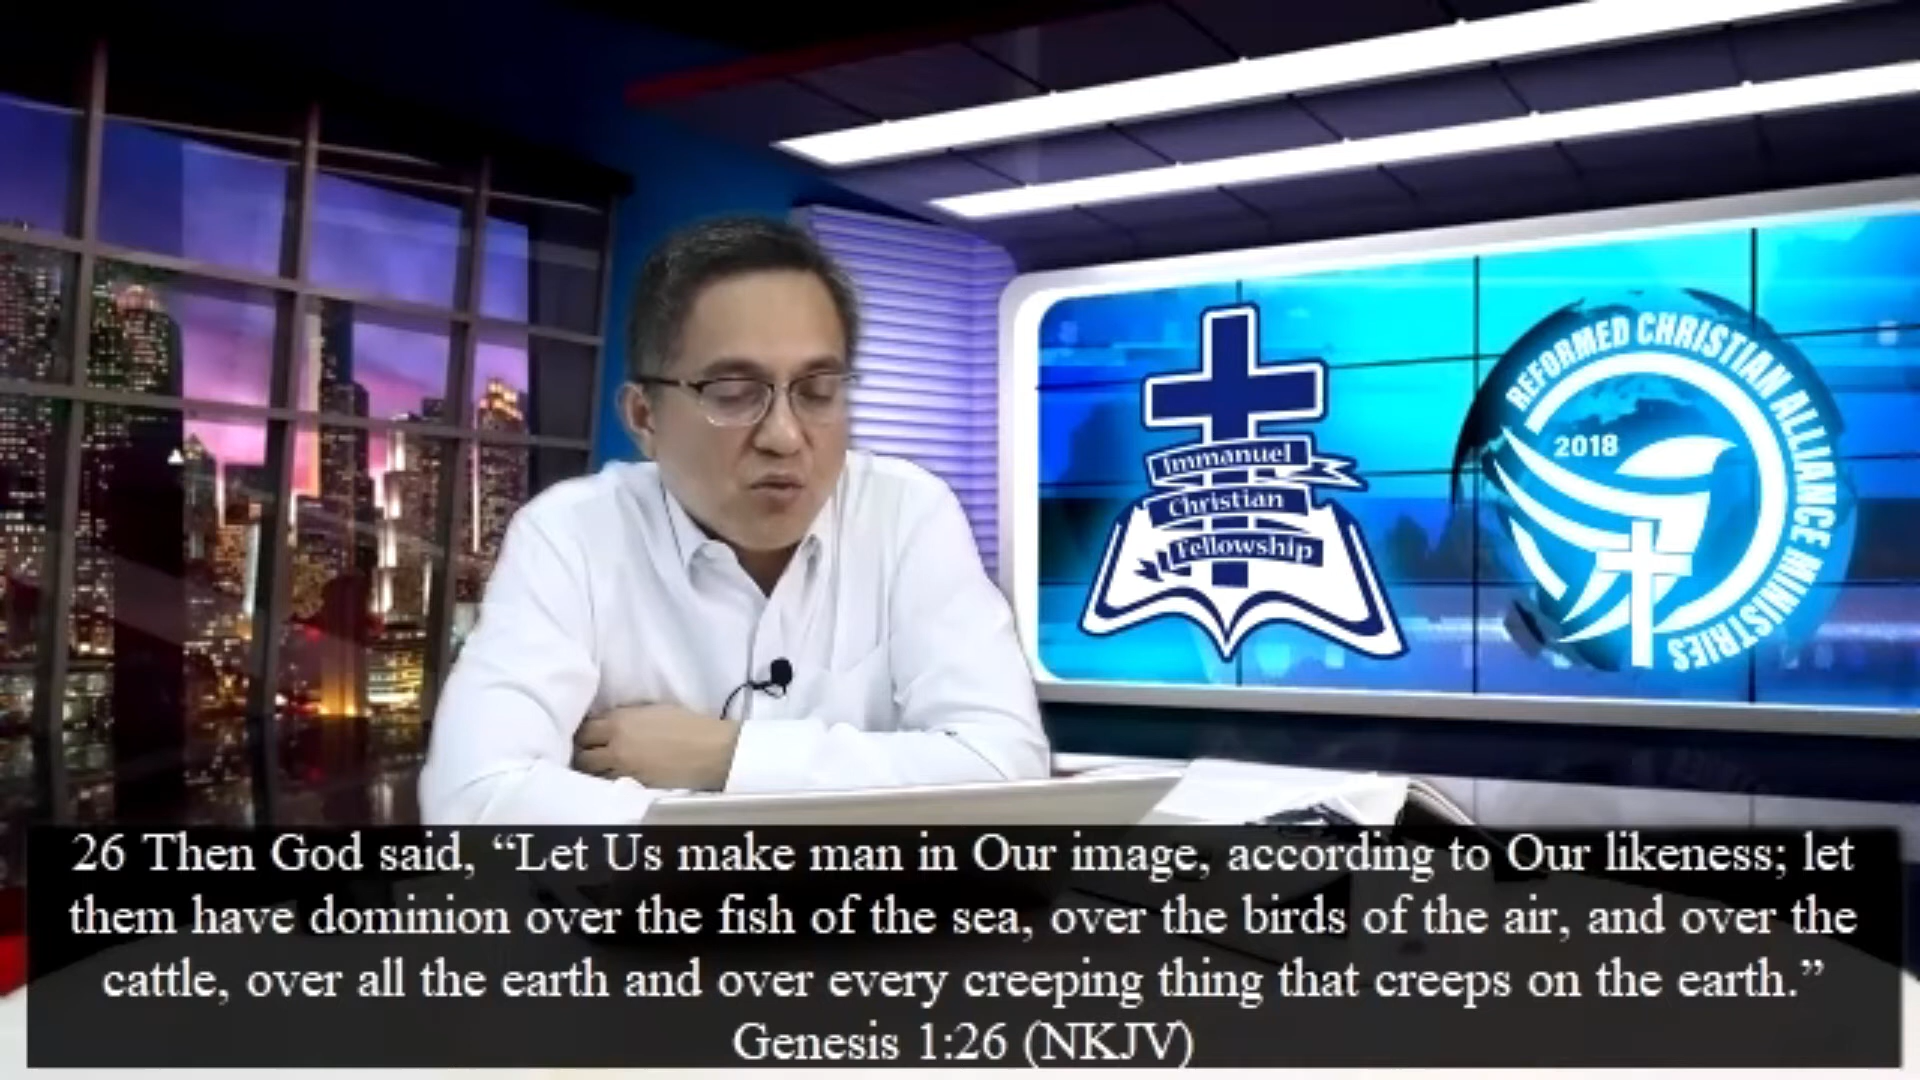 Immanuel
Christian
Fellowship
REFORMED CHRISTIAN ALLIANCE MINISTRIES
2018
26 Then God said, “Let Us make man in Our image, according to Our likeness; let
them have dominion over the fish of the sea, over the birds of the air, and over the
cattle, over all the earth and over every creeping thing that creeps on the earth.”
Genesis 1:26 (NKJV)